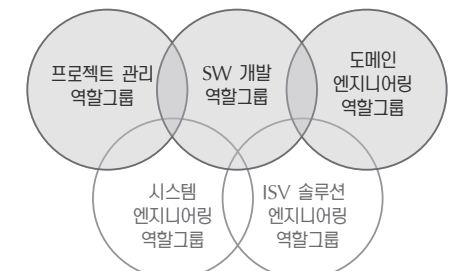 프로젝트 관리
역할그룹
SW 개발
역할그룹
도메인
엔지니어링
역할그룹
시스템
엔지니어링
역할그룹
ISV 솔루션
엔지니어링
역할그룹